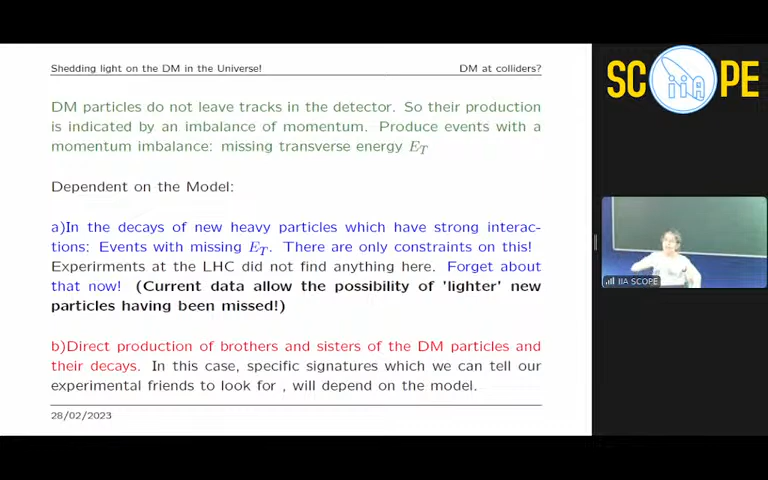 Shedding light on the DM in the Universe! DM at colliders?
DM particles do not leave tracks in the detector. So their production
is indicated by an imbalance of momentum. Produce events with a
momentum imbalance: missing transverse energy E_T
Dependent on the Model:
a)In the decays of new heavy particles which have strong interac-
tions: Events with missing E_T. There are only constraints on this!
Experirments at the LHC did not find anything here. Forget about
that now! (Current data allow the possibility of 'lighter' new
particles having been missed!)
b)Direct production of brothers and sisters of the DM particles and
their decays. In this case, specific signatures which we can tell our
experimental friends to look for , will depend on the model.
28/02/2023
SC iiA PE
IIA SCOPE